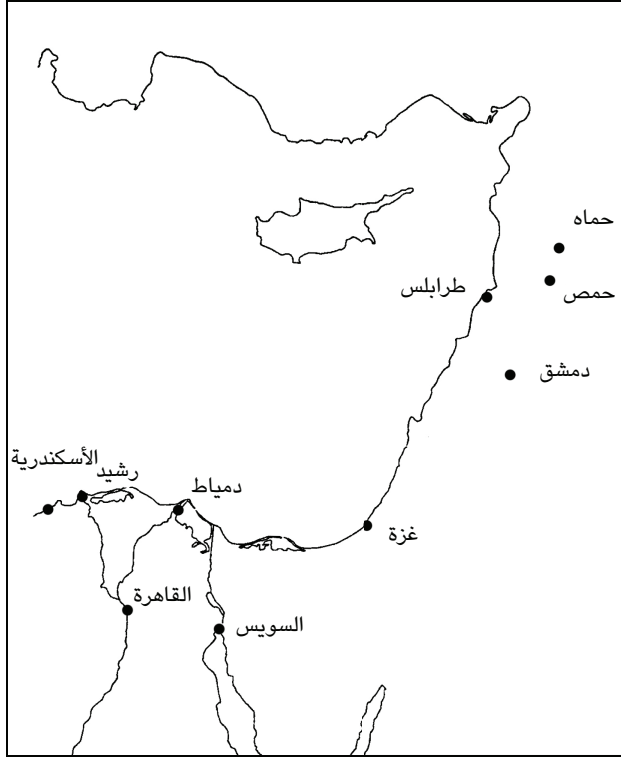 حماه
حمص
طرابلس
دمشق
الأسكندرية
رشيد
دمياط
غزة
القاهرة
السويس